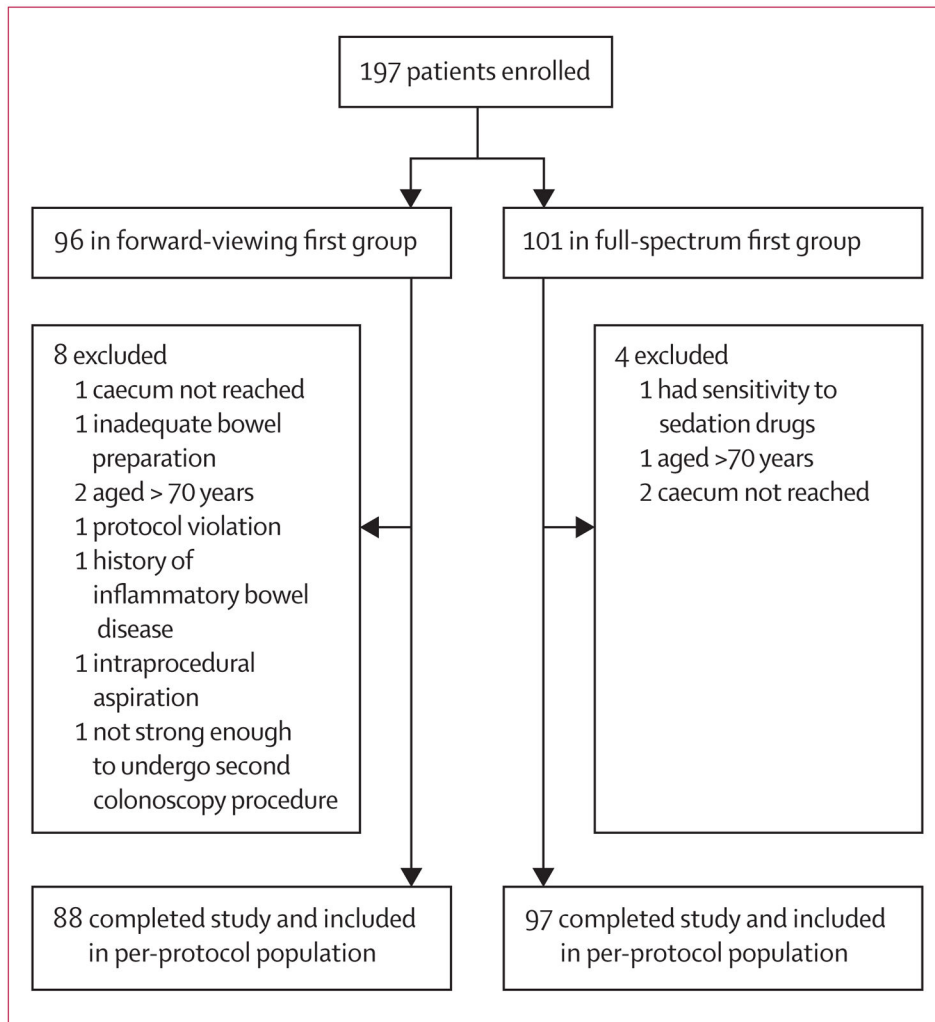 197 patients enrolled
96 in forward-viewing first group
101 in full-spectrum first group
8 excluded
1 caecum not reached
1 inadequate bowel
preparation
2 aged > 70 years
1 protocol violation
1 history of
inflammatory bowel
disease
1 intraprocedural
aspiration
1 not strong enough
to undergo second
colonoscopy procedure
4 excluded
1 had sensitivity to
sedation drugs
1 aged >70 years
2 caecum not reached
88 completed study and included
in per-protocol population
97 completed study and included
in per-protocol population